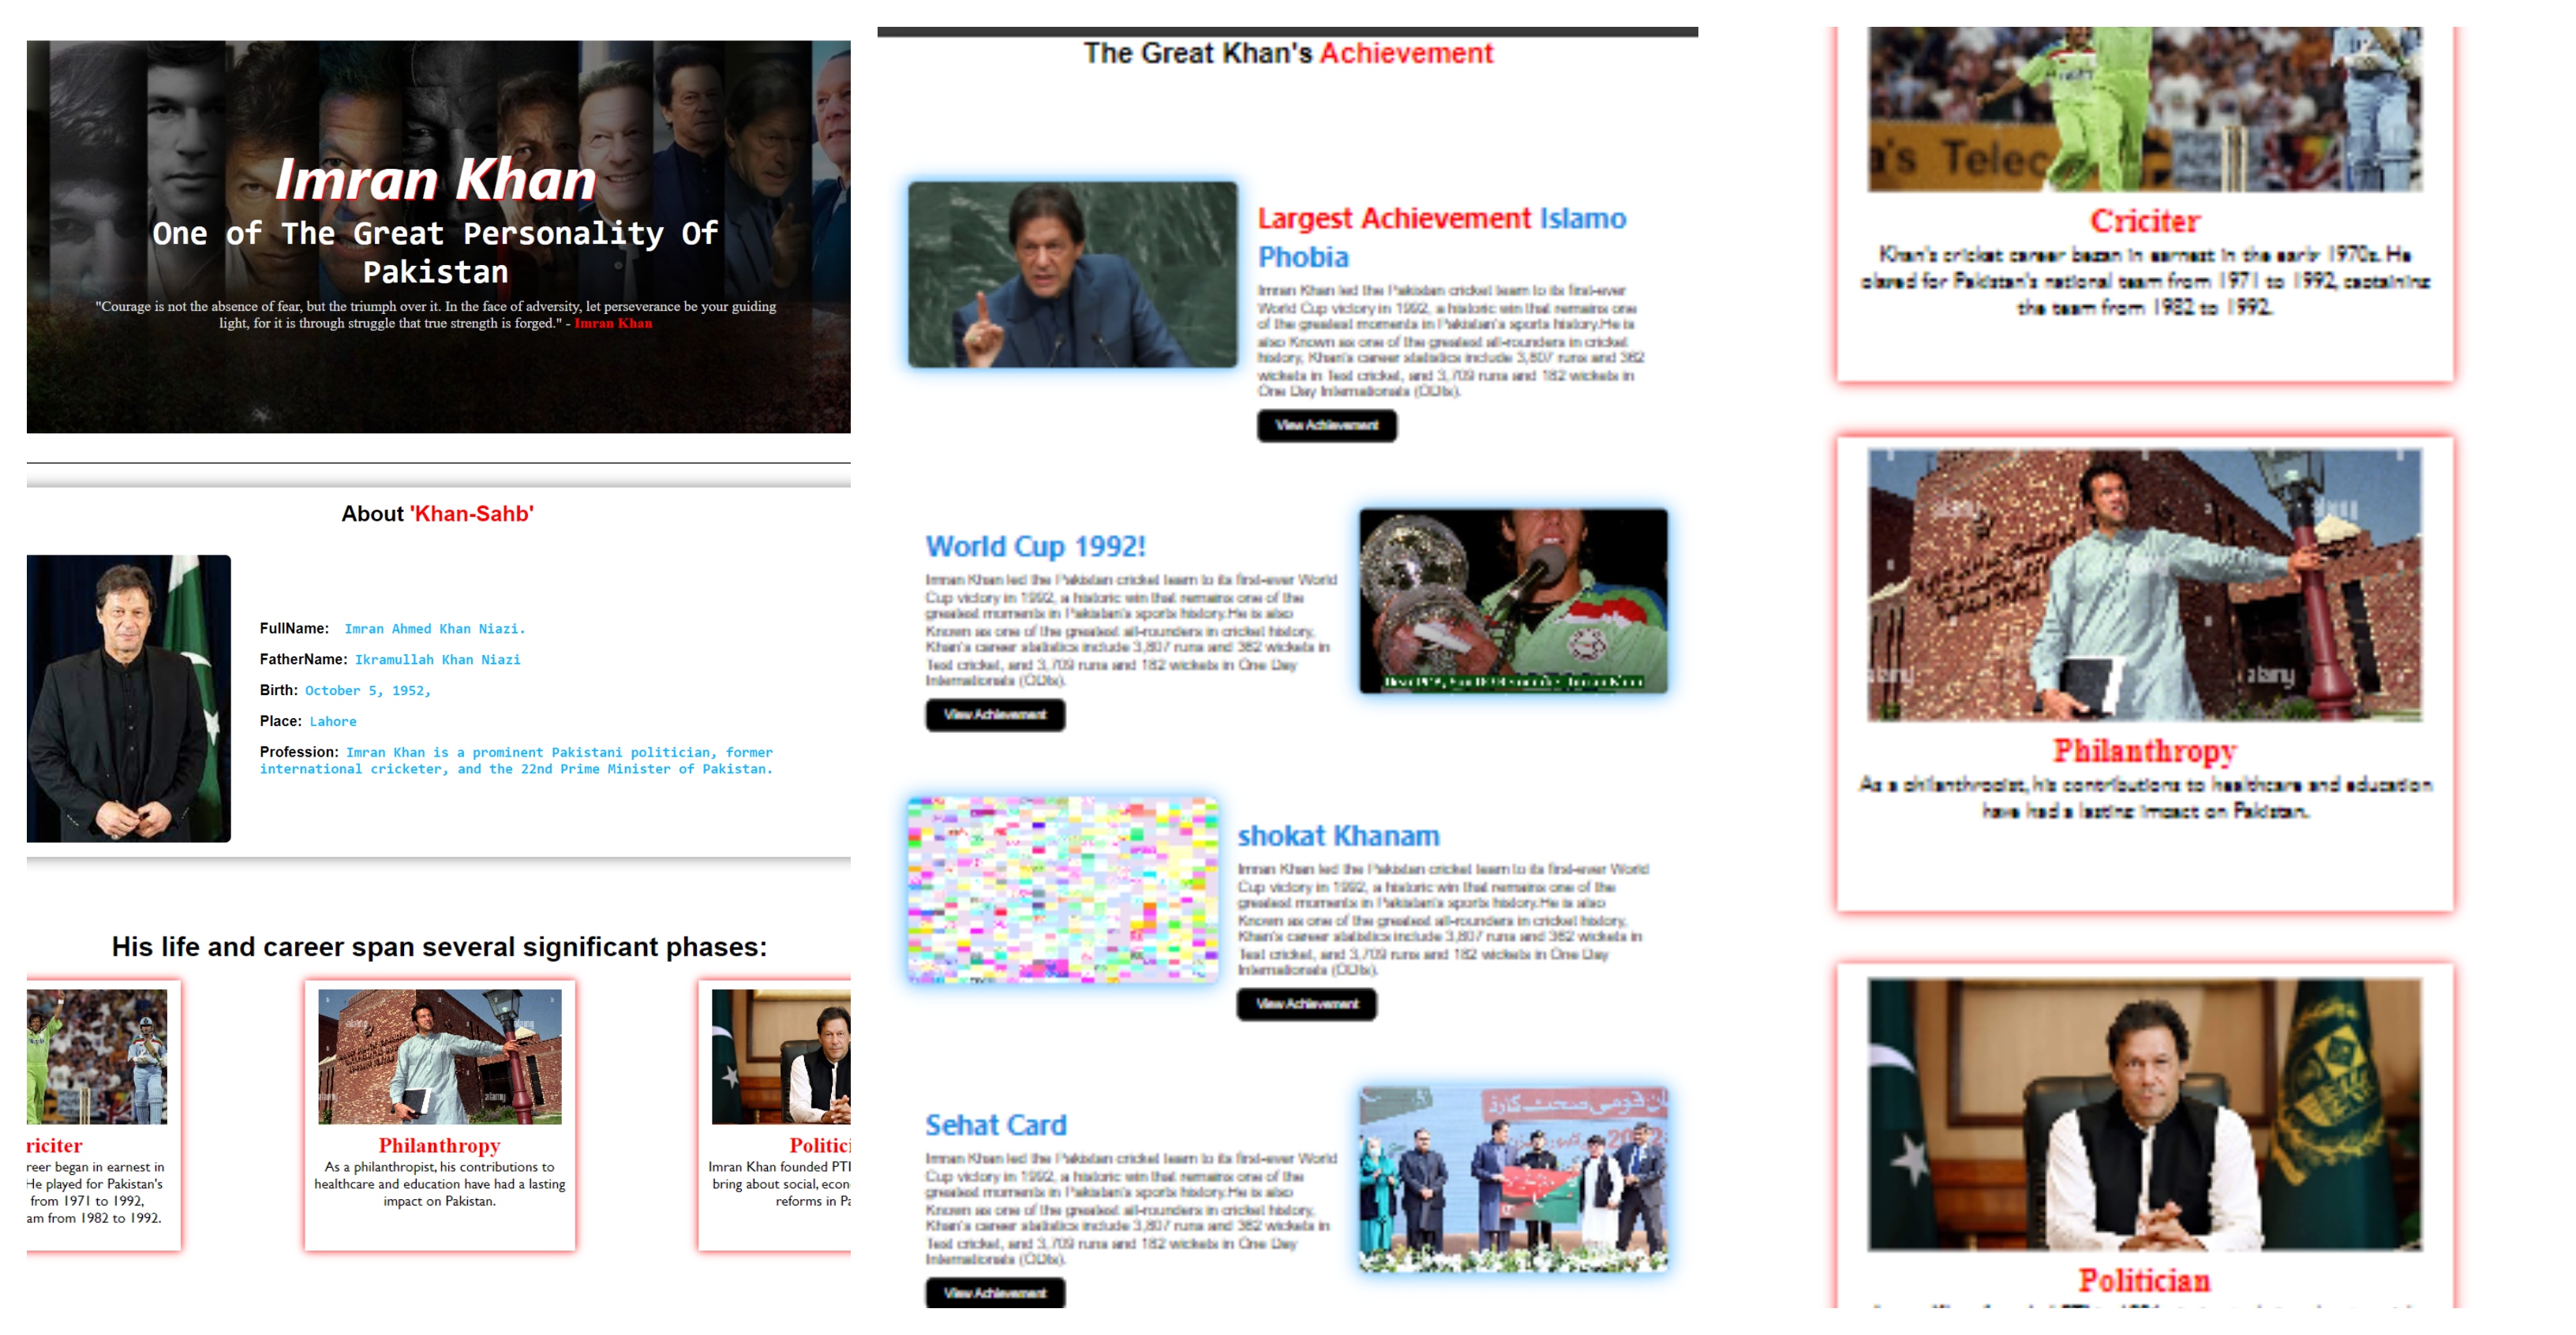 Imran Khan
One of The Great Personality Of
Pakistan
"Courage is not the absence of fear, but the triumph over it. In the face of adversity, let perseverance be your guiding
light, for it is through struggle that true strength is forged." - Imran Khan
About 'Khan-Sahb'
FullName: Imran Ahmed Khan Niazi.
FatherName: Ikramullah Khan Niazi
Birth: October 5, 1952,
Place: Lahore
Profession: Imran Khan is a prominent Pakistani politician, former
international cricketer, and the 22nd Prime Minister of Pakistan.
His life and career span several significant phases:
riciter
reer began in earnest in
He played for Pakistan's
from 1971 to 1992,
am from 1982 to 1992.
alamy
alamy
Philanthropy
As a philanthropist, his contributions to
healthcare and education have had a lasting
impact on Pakistan.
Politici
Imran Khan founded PTI
bring about social, econ
reforms in Pa
The Great Khan's Achievement
Largest Achievement Islamo
Phobia
Imran Khan led the Pakistan cricket team to its first-ever
World Cup victory in 1992, a historic win that remains one
of the greatest moments in Pakistan's sports history.He is
also Known as one of the greatest all-rounders in cricket
history, Khan's career statistics include 3,807 runs and 362
wickets in Test cricket, and 3,709 runs and 182 wickets in
One Day Internationals (ODIs).
View Achievement
World Cup 1992!
Imran Khan led the Pakistan cricket team to its first-ever World
Cup victory in 1992, a historic win that remains one of the
greatest moments in Pakistan's sports history.He is also
Known as one of the greatest all-rounders in cricket history,
Khan's career statistics include 3,807 runs and 362 wickets in
Test cricket, and 3,709 runs and 182 wickets in One Day
Internationals (ODIs).
View Achievement
shokat Khanam
Imran Khan led the Pakistan cricket team to its first-ever World
Cup victory in 1992, a historic win that remains one of the
greatest moments in Pakistan's sports history.He is also
Known as one of the greatest all-rounders in cricket history,
Khan's career statistics include 3,807 runs and 362 wickets in
Test cricket, and 3,709 runs and 182 wickets in One Day
Internationals (ODIs).
View Achievement
Sehat Card
Imran Khan led the Pakistan cricket team to its first-ever World
Cup victory in 1992, a historic win that remains one of the
greatest moments in Pakistan's sports history.He is also
Known as one of the greatest all-rounders in cricket history,
Khan's career statistics include 3,807 runs and 362 wickets in
Test cricket, and 3,709 runs and 182 wickets in One Day
Internationals (ODIs).
View Achievement
قومی صحت کارڈ
a's Telec
Criciter
Khan's cricket career began in earnest in the early 1970s. He
played for Pakistan's national team from 1971 to 1992, captaining
the team from 1982 to 1992.
alamy
alamy
alamy
alamy
Philanthropy
As a philanthropist, his contributions to healthcare and education
have had a lasting impact on Pakistan.
Politician